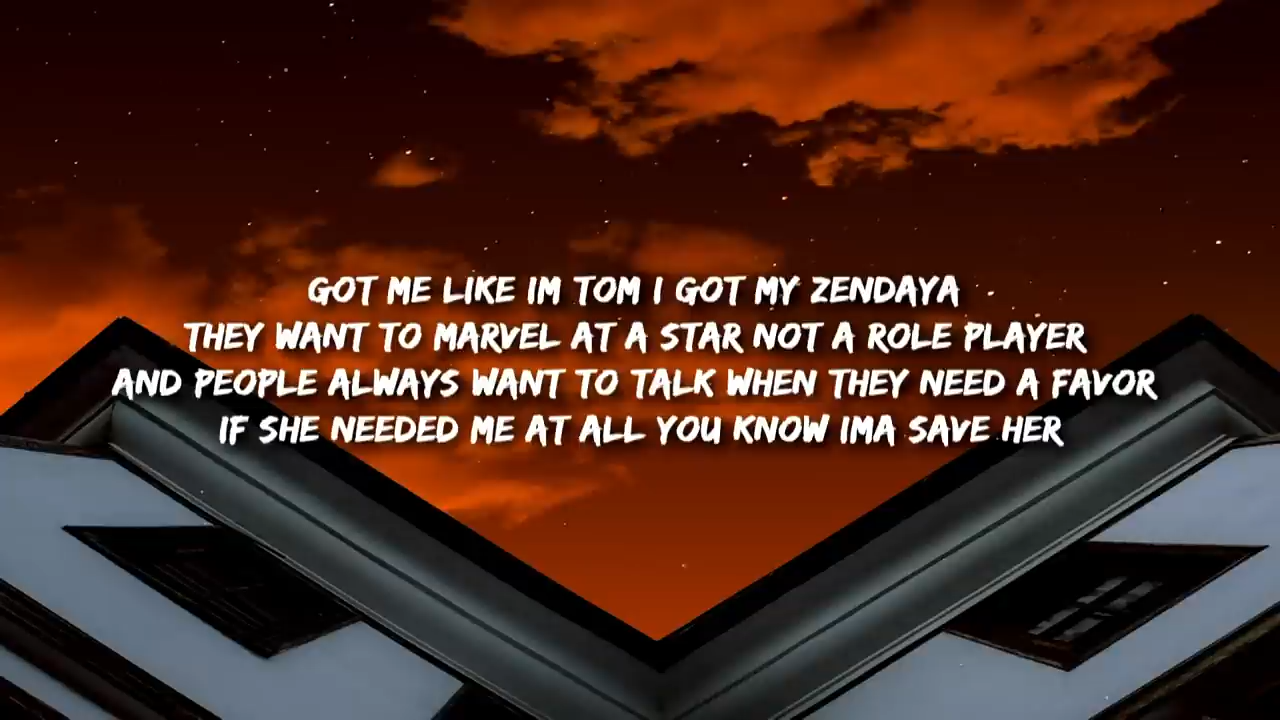 GOT ME LIKE IM TOM I GOT MY ZENDAYA
THEY WANT TO MARVEL AT A STAR NOT A ROLE PLAYER
AND PEOPLE ALWAYS WANT TO TALK WHEN THEY NEED A FAVOR
IF SHE NEEDED ME AT ALL YOU KNOW IMA SAVE HER